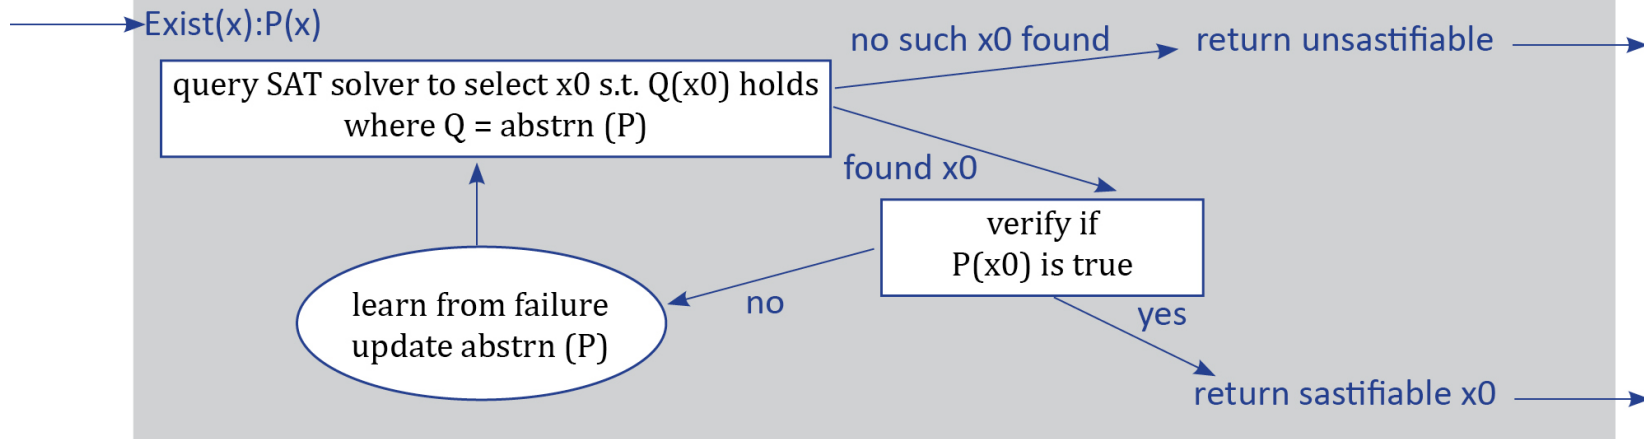 Exist(x):P(x)
no such x0 found
return unsastifiable
query SAT solver to select x0 s.t. Q(x0) holds
where Q = abstrn (P)
found x0
verify if
P(x0) is true
learn from failure
update abstrn (P)
no
yes
return sastifiable x0